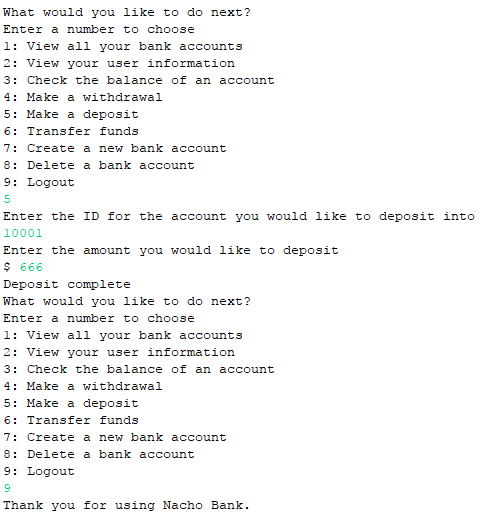 What would you like to do next?
Enter a number to choose
1: View all your bank accounts
2: View your user information
3: Check the balance of an account
4: Make a withdrawal
5: Make a deposit
6: Transfer funds
7: Create a new bank account
8: Delete a bank account
9: Logout
5
Enter the ID for the account you would like to deposit into
10001
Enter the amount you would like to deposit
$ 666
Deposit complete
What would you like to do next?
Enter a number to choose
1: View all your bank accounts
2: View your user information
3: Check the balance of an account
4: Make a withdrawal
5: Make a deposit
6: Transfer funds
7: Create a new bank account
8: Delete a bank account
9: Logout
9
Thank you for using Nacho Bank.